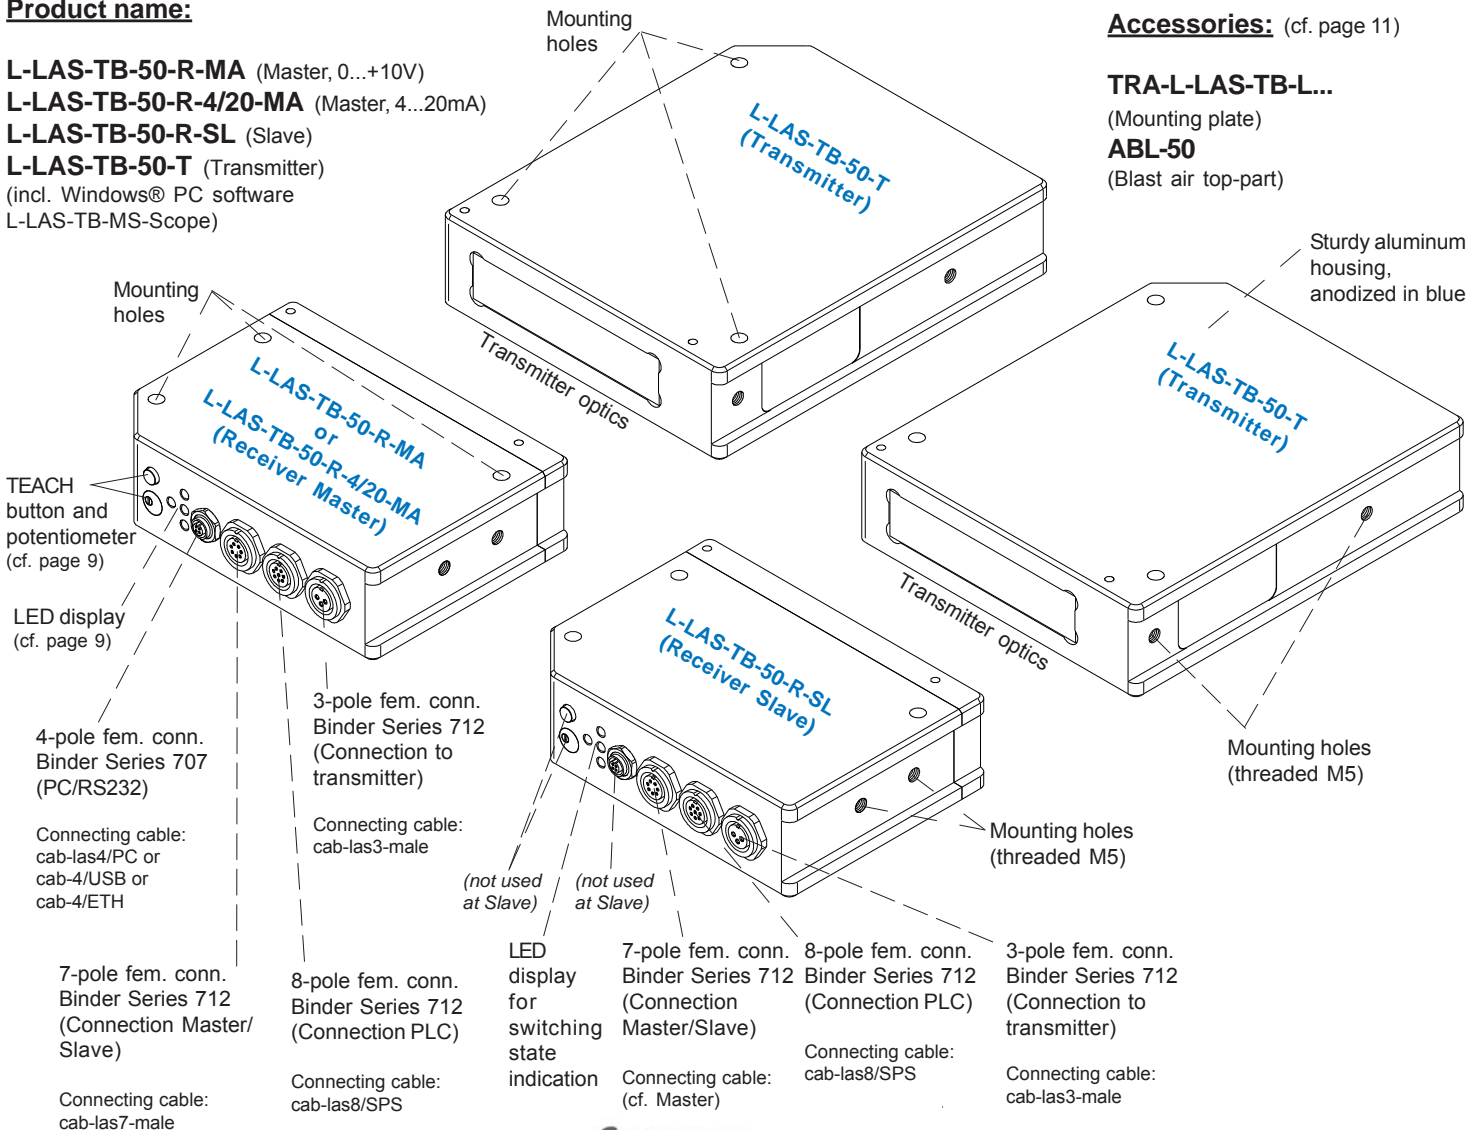 Product name:
L-LAS-TB-50-R-MA (Master, 0...+10V)
L-LAS-TB-50-R-4/20-MA (Master, 4...20mA)
L-LAS-TB-50-R-SL (Slave)
L-LAS-TB-50-T (Transmitter)
(incl. Windows® PC software
L-LAS-TB-MS-Scope)
Mounting
holes
Accessories: (cf. page 11)
TRA-L-LAS-TB-L...
(Mounting plate)
ABL-50
(Blast air top-part)
L-LAS-TB-50-T
(Transmitter)
Transmitter optics
Sturdy aluminum
housing,
anodized in blue
L-LAS-TB-50-T
(Transmitter)
Transmitter optics
Mounting holes
(threaded M5)
Mounting
holes
L-LAS-TB-50-R-MA
or
L-LAS-TB-50-R-4/20-MA
(Receiver Master)
TEACH
button and
potentiometer
(cf. page 9)
LED display
(cf. page 9)
4-pole fem. conn.
Binder Series 707
(PC/RS232)
Connecting cable:
cab-las4/PC or
cab-4/USB or
cab-4/ETH
3-pole fem. conn.
Binder Series 712
(Connection to
transmitter)
Connecting cable:
cab-las3-male
7-pole fem. conn.
Binder Series 712
(Connection Master/
Slave)
Connecting cable:
cab-las7-male
8-pole fem. conn.
Binder Series 712
(Connection PLC)
Connecting cable:
cab-las8/SPS
L-LAS-TB-50-R-SL
(Receiver Slave)
Mounting holes
(threaded M5)
(not used
at Slave)
(not used
at Slave)
LED
display
for
switching
state
indication
7-pole fem. conn.
Binder Series 712
(Connection
Master/Slave)
Connecting cable:
(cf. Master)
8-pole fem. conn.
Binder Series 712
(Connection PLC)
Connecting cable:
cab-las8/SPS
3-pole fem. conn.
Binder Series 712
(Connection to
transmitter)
Connecting cable:
cab-las3-male